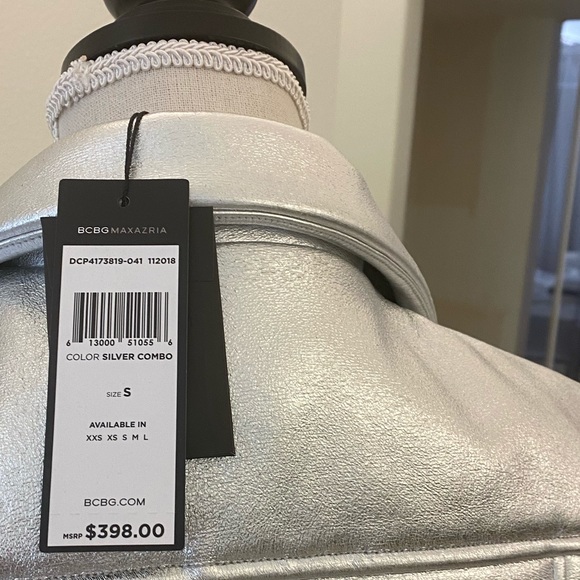 BCBGMAXAZRIA
DCP4173819-041 112018
6 13000 51055 6
COLOR SILVER COMBO
SIZE S
AVAILABLE IN
XXS XS S M L
BCBG.COM
MSRP $398.00